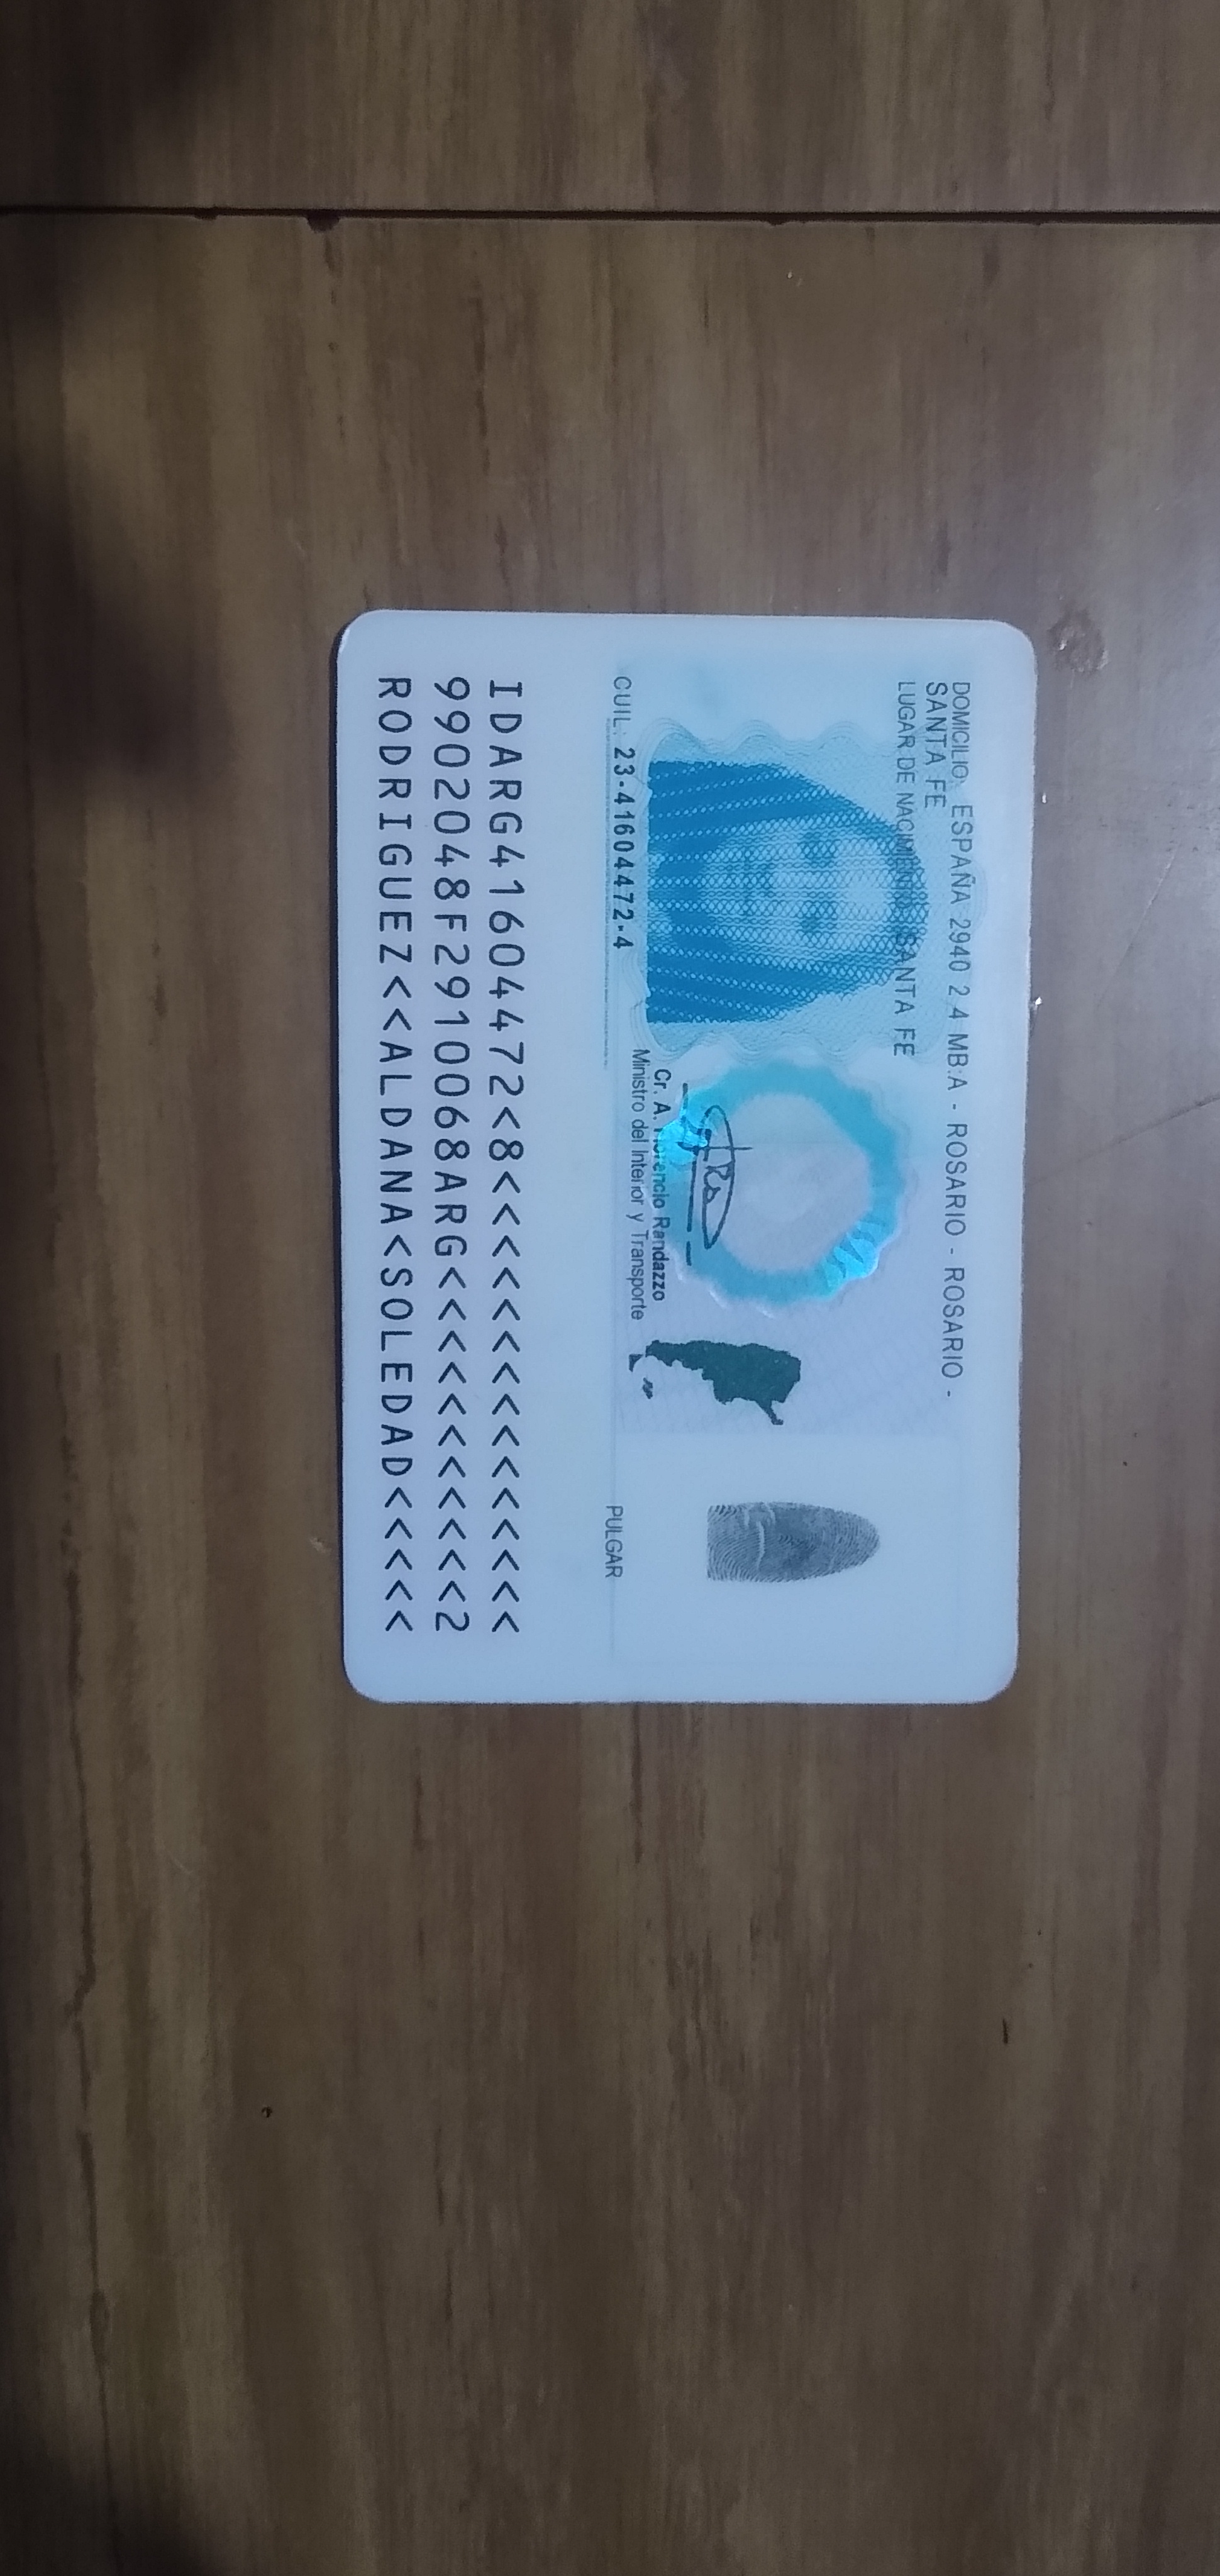 DOMICILIO: ESPAÑA 2940 2 4 MB:A - ROSARIO - ROSARIO -
SANTA FE
LUGAR DE NACIMIENTO: SANTA FE
Cr. A. Florencio Randazzo
Ministro del Interior y Transporte
CUIL: 23-41604472-4
PULGAR
IDARG41604472<8<<<<<<<<<<<<<<<
9902048F2910068ARG<<<<<<<<<<<2
RODRIGUEZ<<ALDANA<SOLEDAD<<<<<